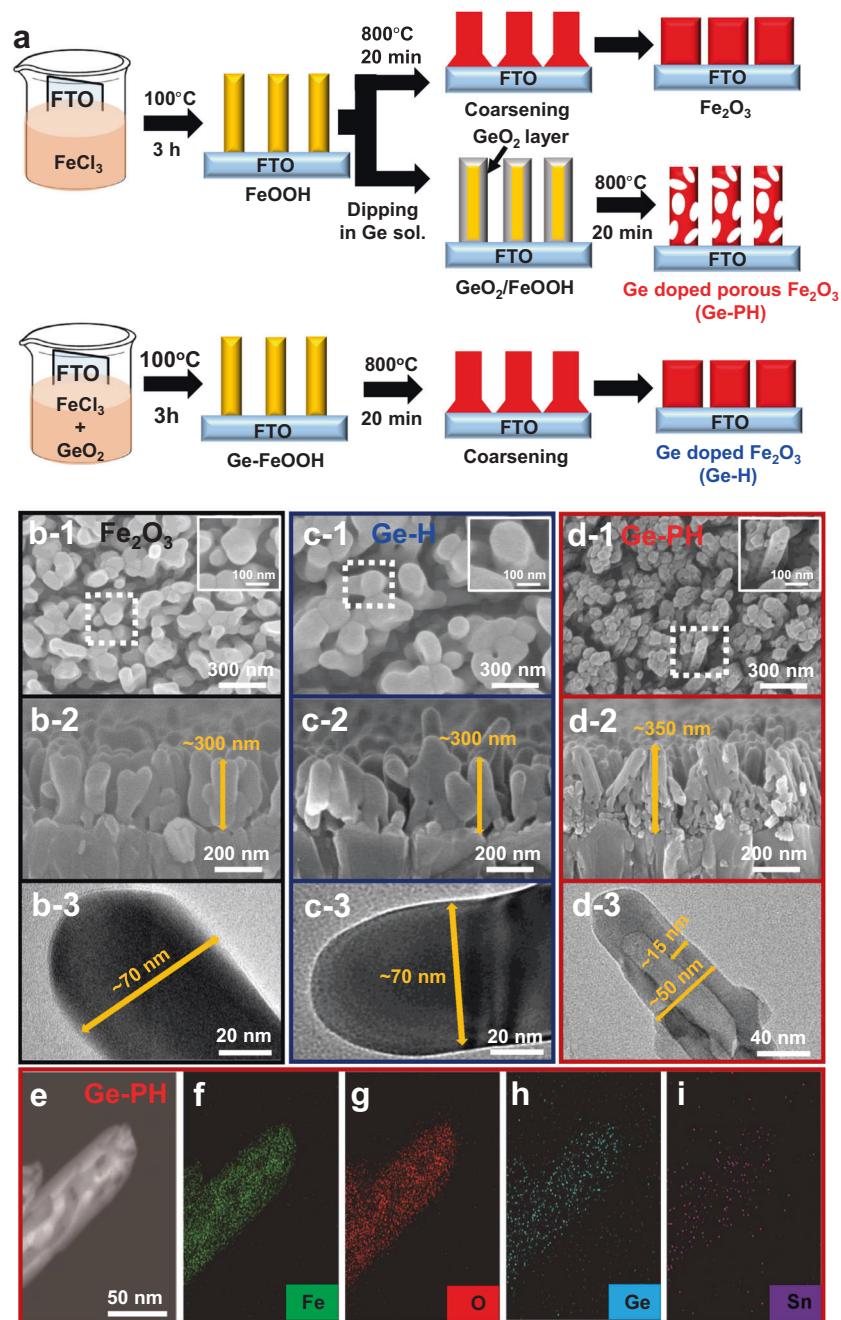 a
FTO
FeCl₃
100°C
3 h
FTO
FeOOH
800°C
20 min
FTO
Coarsening
FTO
Fe₂O₃
Dipping
in Ge sol.
GeO₂ layer
FTO
GeO₂/FeOOH
800°C
20 min
FTO
Ge doped porous Fe₂O₃
(Ge-PH)
FTO
FeCl₃
+
GeO₂
100°C
3h
FTO
Ge-FeOOH
800°C
20 min
FTO
Coarsening
FTO
Ge doped Fe₂O₃
(Ge-H)
b-1
Fe₂O₃
100 nm
300 nm
c-1
Ge-H
100 nm
300 nm
d-1
Ge-PH
100 nm
300 nm
b-2
~300 nm
200 nm
c-2
~300 nm
200 nm
d-2
~350 nm
200 nm
b-3
~70 nm
20 nm
c-3
~70 nm
20 nm
d-3
~15 nm
~50 nm
40 nm
e
Ge-PH
50 nm
f
Fe
g
O
h
Ge
i
Sn